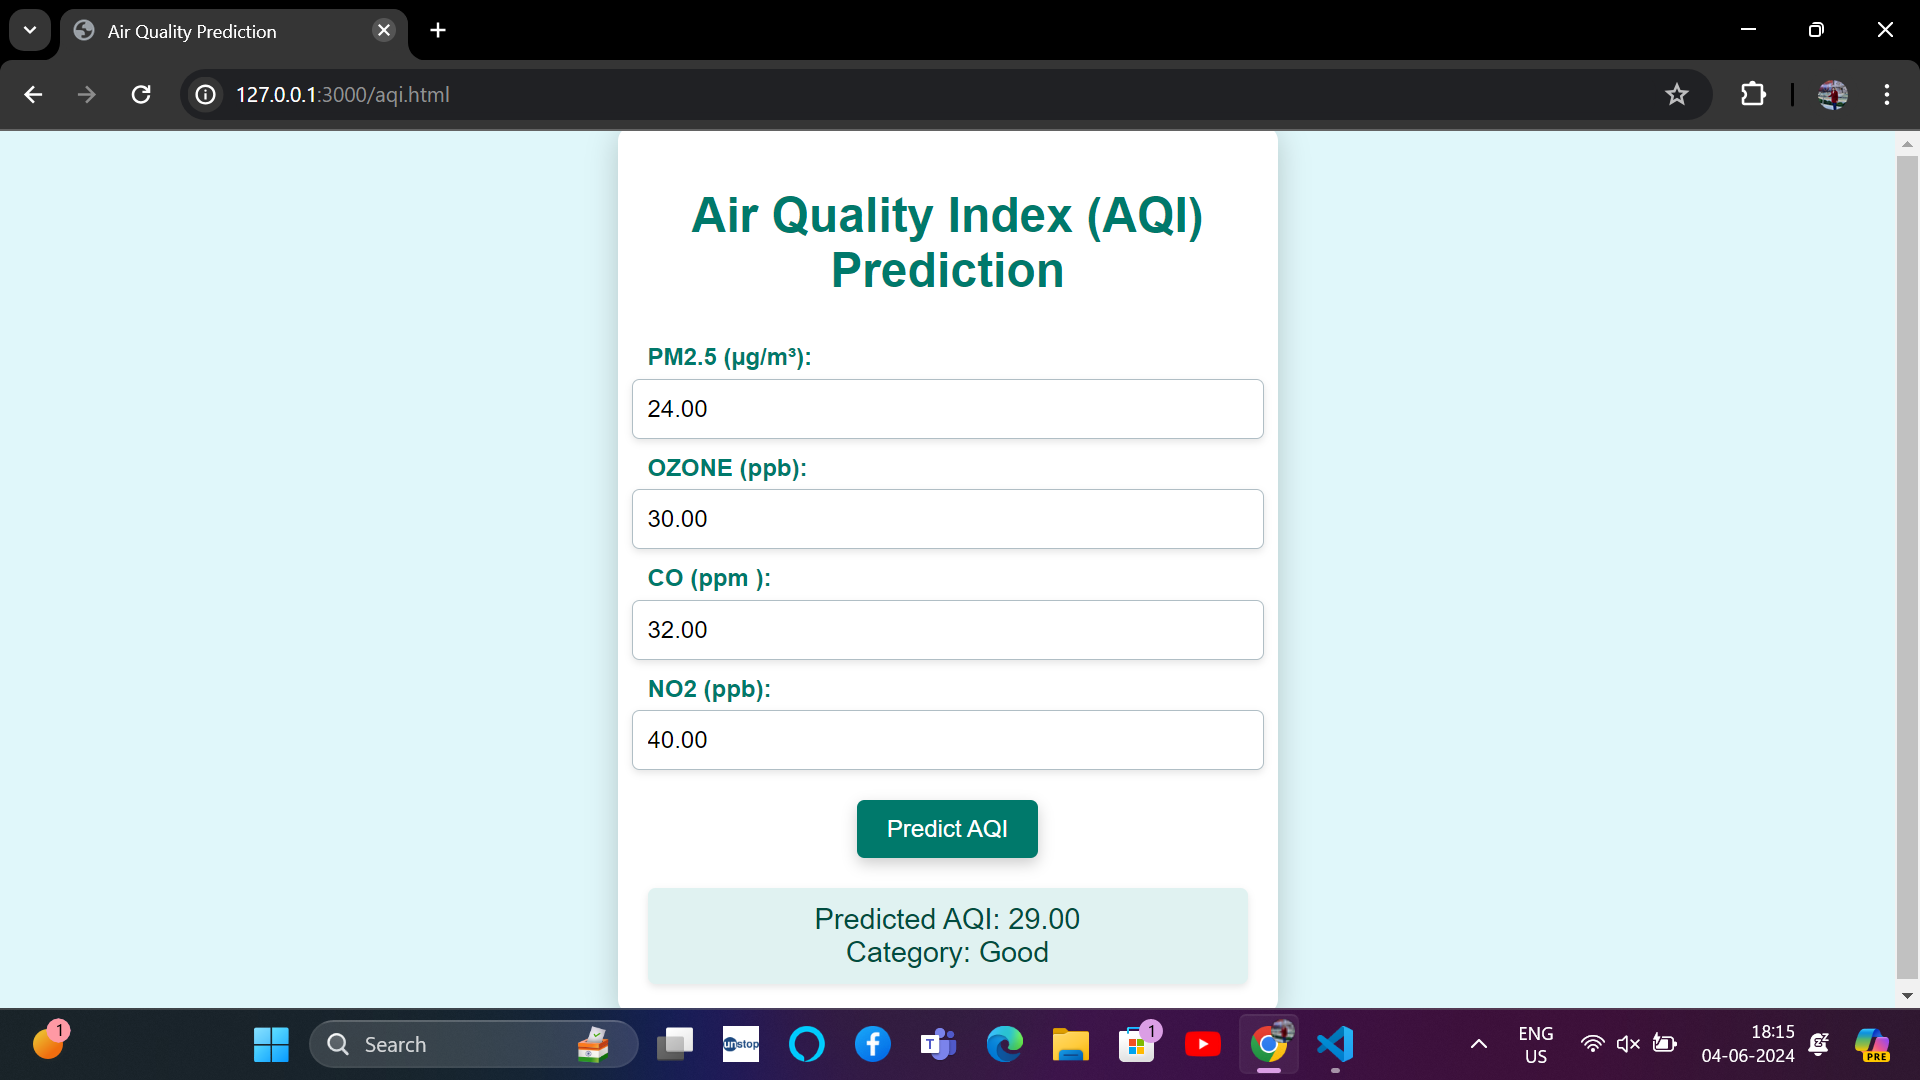 Air Quality Prediction
127.0.0.1:3000/aqi.html
Air Quality Index (AQI)
Prediction
PM2.5 (µg/m³):
24.00
OZONE (ppb):
30.00
CO (ppm ):
32.00
NO2 (ppb):
40.00
Predict AQI
Predicted AQI: 29.00
Category: Good
1
Search
unstop
T
1
ENG
US
18:15
04-06-2024
PRE